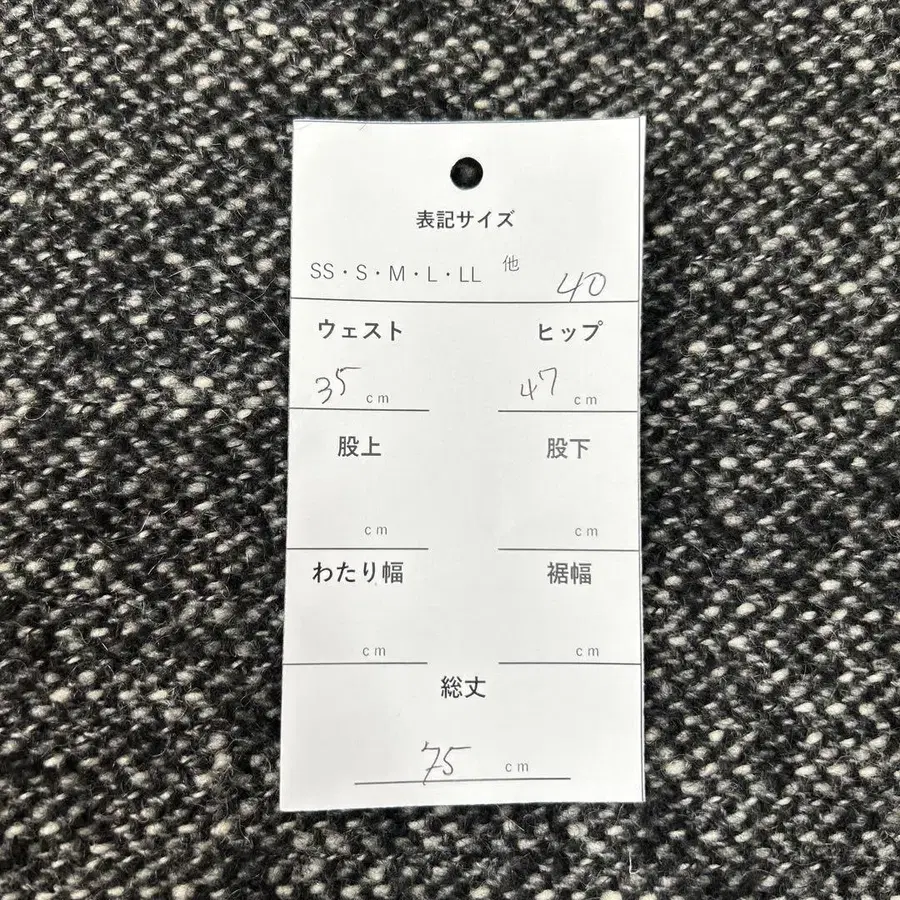 表記サイズ
SS・S・M・L・LL 他 40
ウェスト ヒップ
35 cm 47 cm
股上 股下
cm cm
わたり幅 裾幅
cm cm
総丈
75 cm